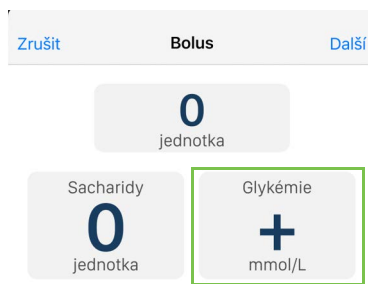 Zrušit Bolus Další
0
jednotka
Sacharidy Glykémie
0 +
jednotka mmol/L